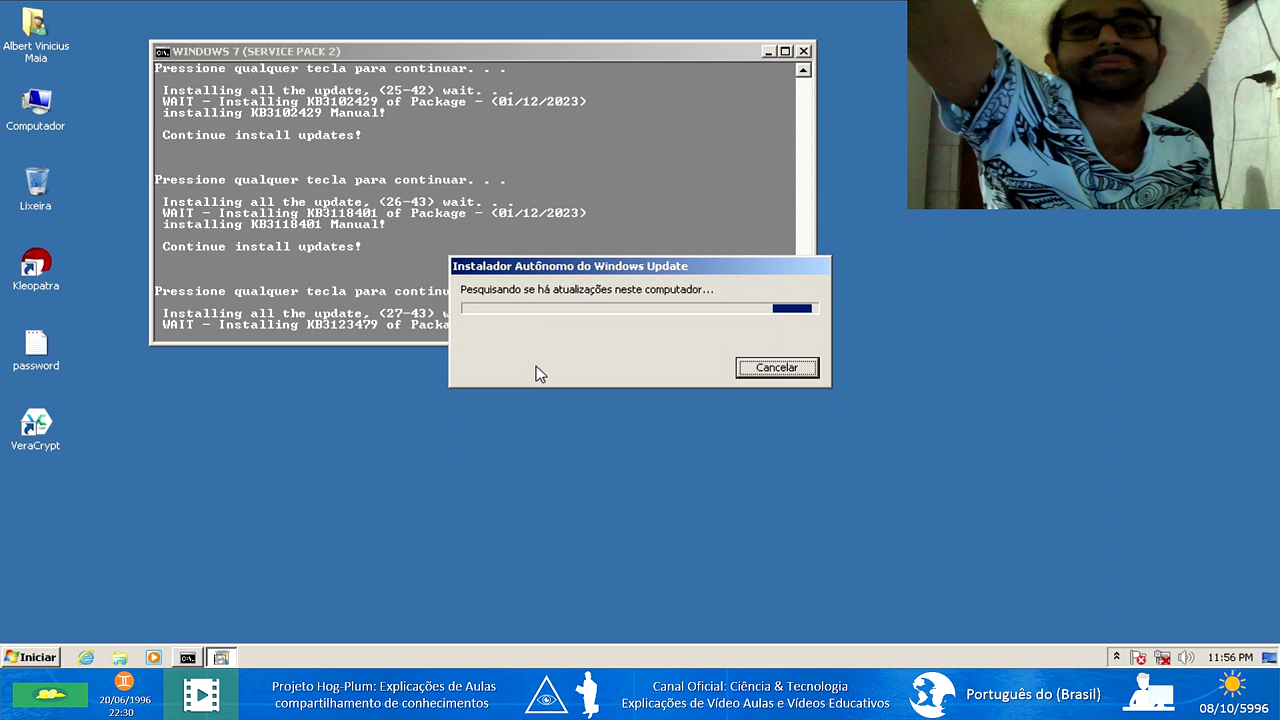 Albert Vinicius
Maia
Computador
Lixeira
Kleopatra
password
VeraCrypt
WINDOWS 7 (SERVICE PACK 2)
Pressione qualquer tecla para continuar. . .
Installing all the update, (25-42) wait. . .
WAIT - Installing KB3102429 of Package - (01/12/2023)
installing KB3102429 Manual!
Continue install updates!
Pressione qualquer tecla para continuar. . .
Installing all the update, (26-43) wait. . .
WAIT - Installing KB3118401 of Package - (01/12/2023)
installing KB3118401 Manual!
Continue install updates!
Pressione qualquer tecla para continu
Installing all the update, (27-43) w
WAIT - Installing KB3123479 of Packa
Instalador Autônomo do Windows Update
Pesquisando se há atualizações neste computador...
Cancelar
Iniciar
11:56 PM
20/06/1996
22:30
Projeto Hog-Plum: Explicações de Aulas
compartilhamento de conhecimentos
Canal Oficial: Ciência & Tecnologia
Explicações de Vídeo Aulas e Vídeos Educativos
Português do (Brasil)
08/10/5996